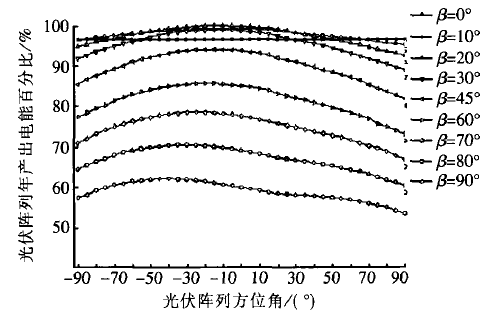 光伏阵列年产出电能百分比/%
100
90
80
70
60
50
-90 -70 -50 -30 -10 10 30 50 70 90
光伏阵列方位角/(°)
β=0°
β=10°
β=20°
β=30°
β=45°
β=60°
β=70°
β=80°
β=90°